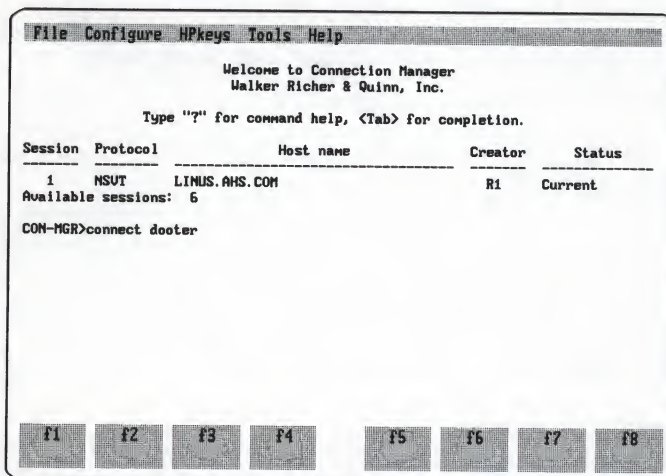 File Configure HPkeys Tools Help
Welcome to Connection Manager
Walker Richer & Quinn, Inc.
Type "?" for command help, <Tab> for completion.
Session Protocol Host name Creator Status
1 NSVT LINUS.AHS.COM R1 Current
Available sessions: 6
CON-MGR>connect dooter
f1 f2 f3 f4 f5 f6 f7 f8